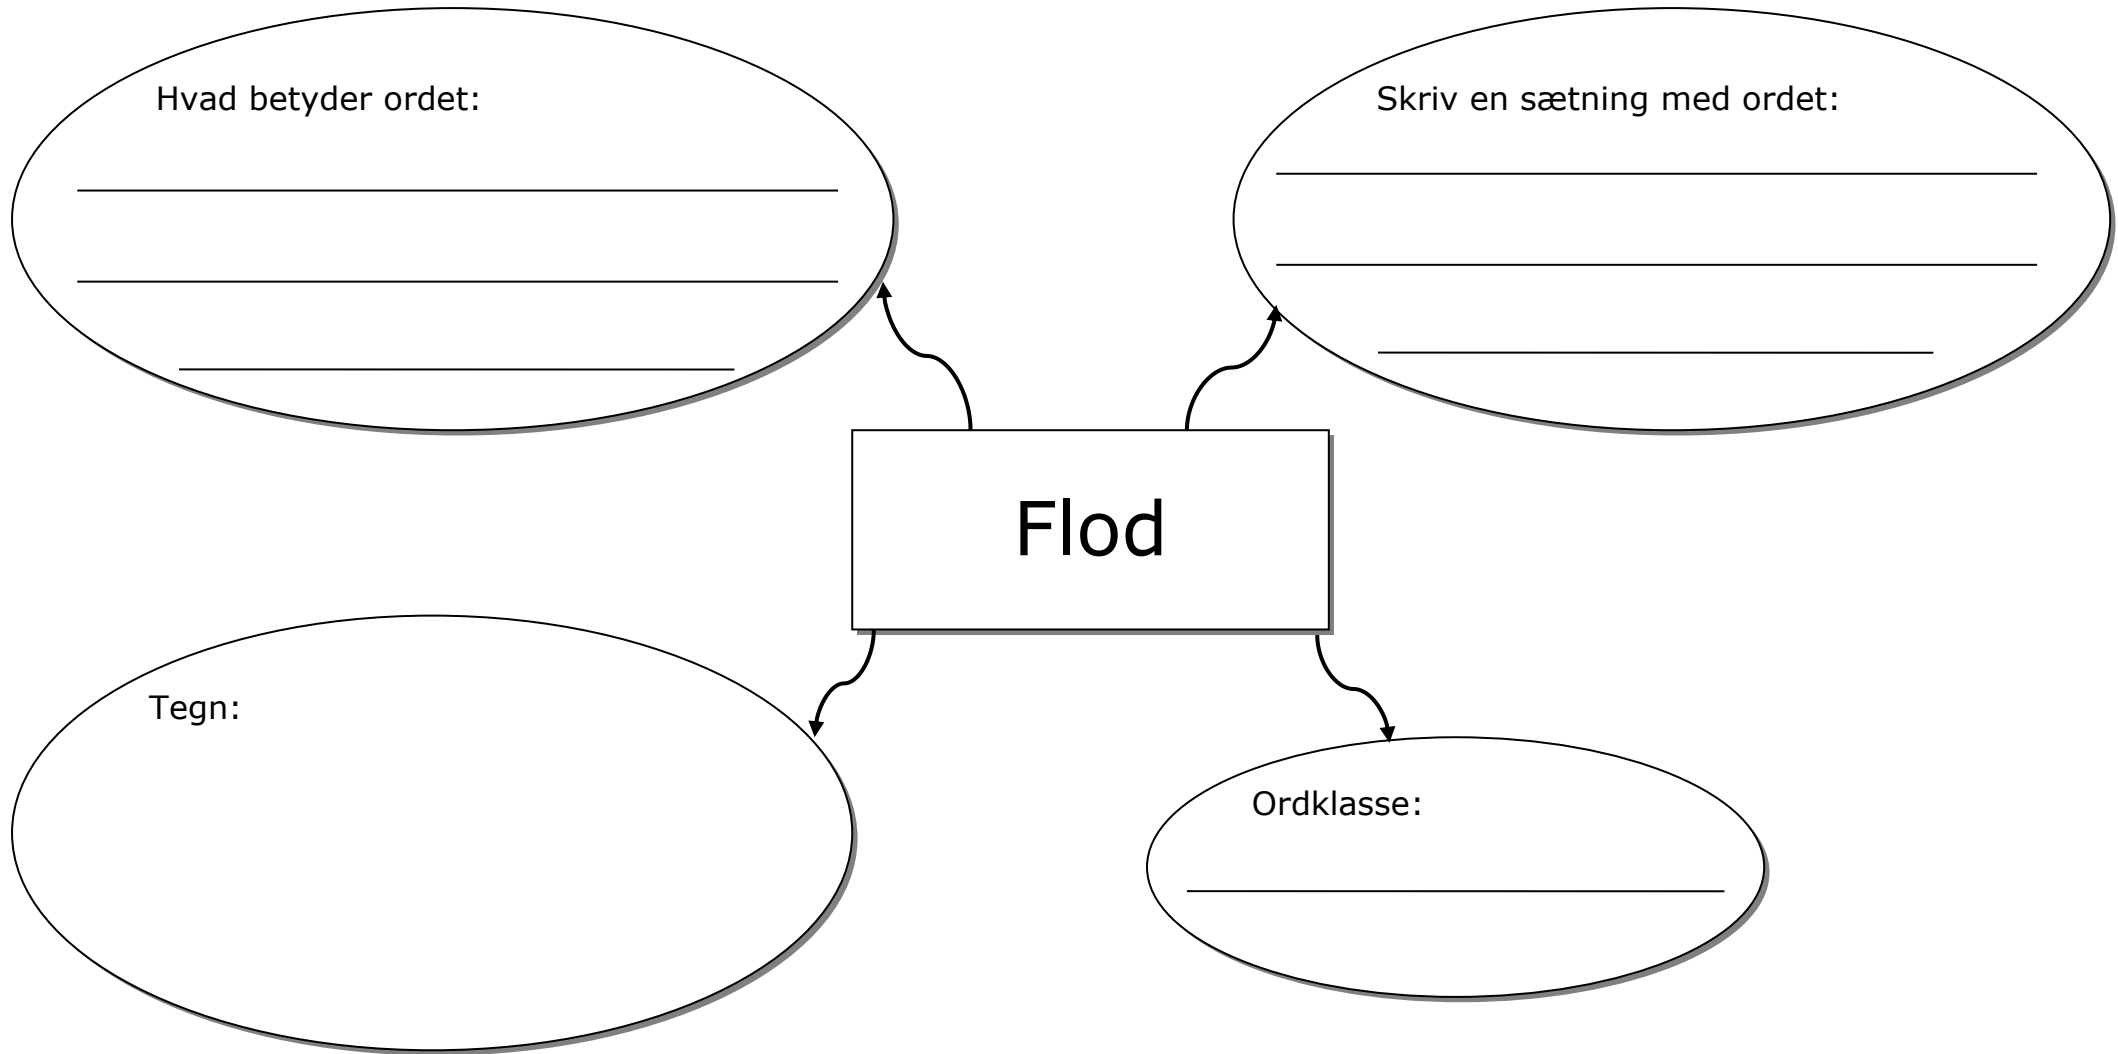 Hvad betyder ordet:
Skriv en sætning med ordet:
Flod
Tegn:
Ordklasse: